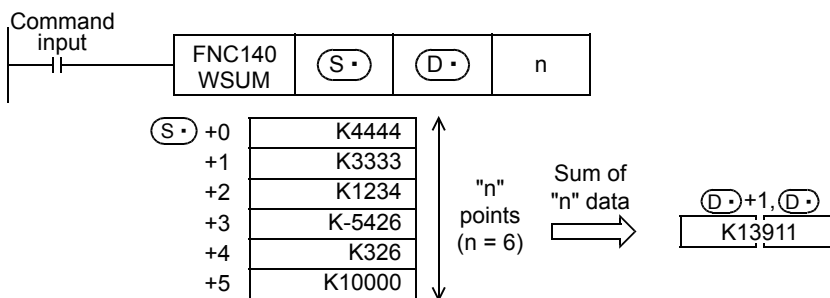 Command
input
FNC140
WSUM
S·
D·
n
S· +0 K4444
+1 K3333
+2 K1234
+3 K-5426
+4 K326
+5 K10000
"n"
points
(n = 6)
Sum of
"n" data
D·+1, D·
K13911